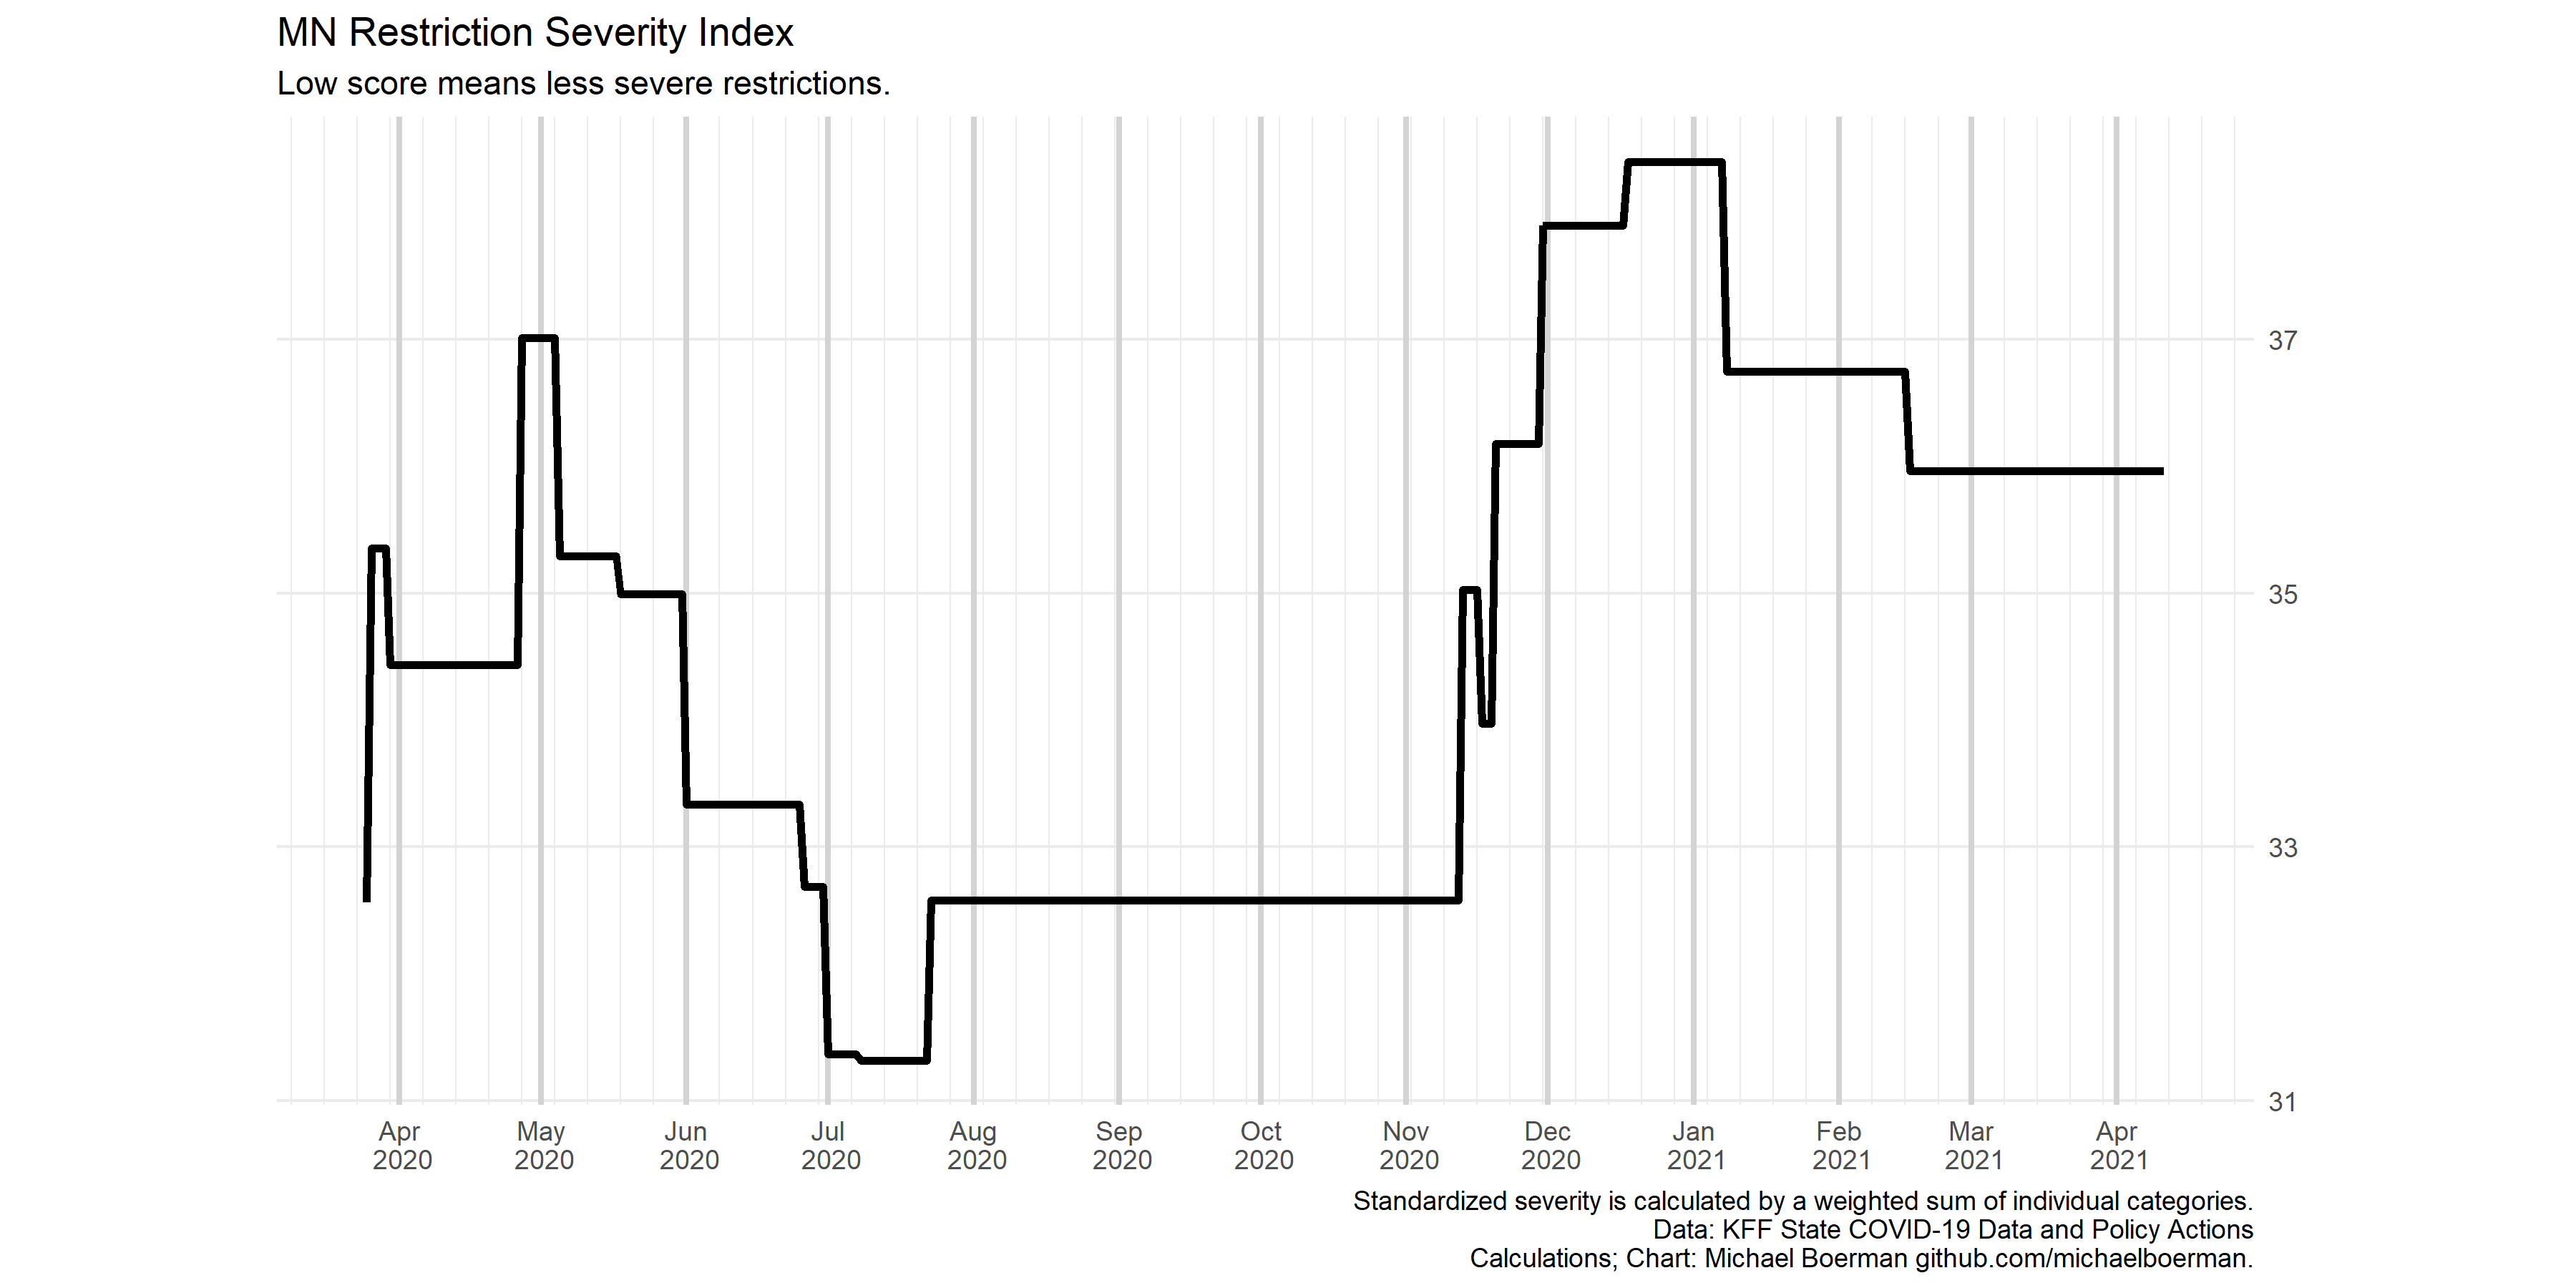 MN Restriction Severity Index
Low score means less severe restrictions.
37
35
33
31
Apr
2020
May
2020
Jun
2020
Jul
2020
Aug
2020
Sep
2020
Oct
2020
Nov
2020
Dec
2020
Jan
2021
Feb
2021
Mar
2021
Apr
2021
Standardized severity is calculated by a weighted sum of individual categories.
Data: KFF State COVID-19 Data and Policy Actions
Calculations; Chart: Michael Boerman github.com/michaelboerman.